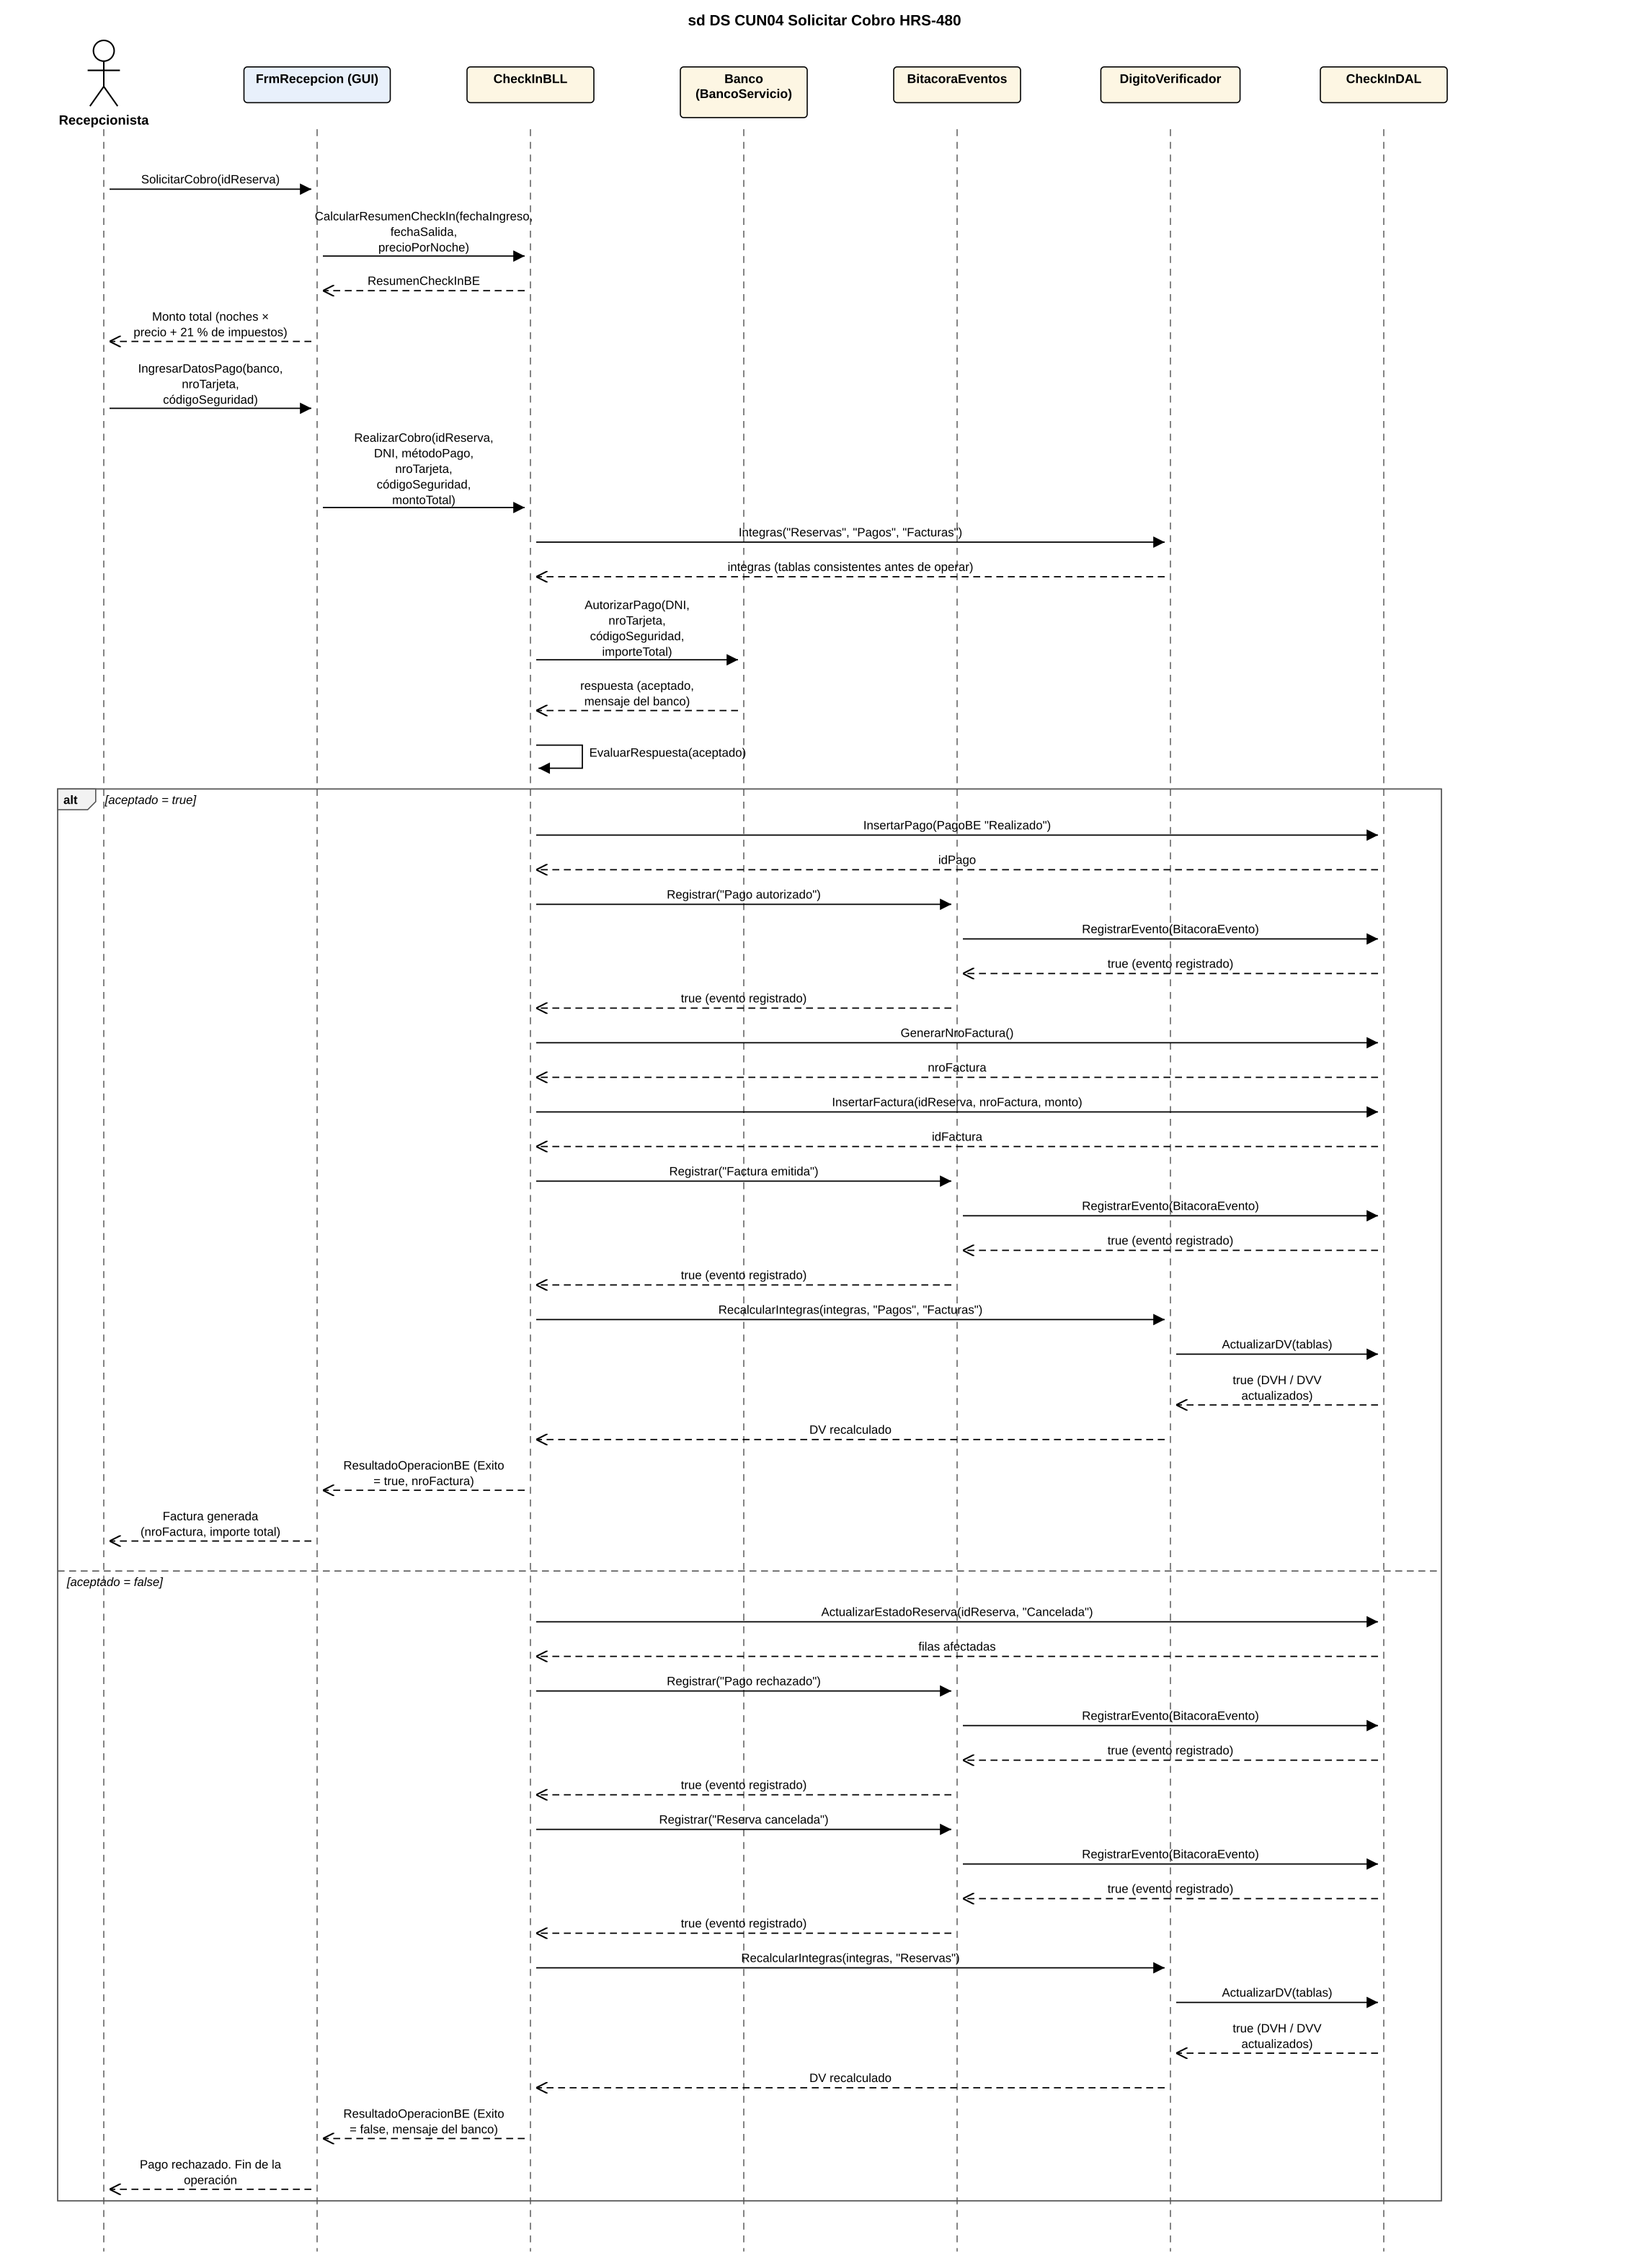 sd DS CUN04 Solicitar Cobro HRS-480
Recepcionista
FrmRecepcion (GUI)
CheckInBLL
Banco
(BancoServicio)
BitacoraEventos
DigitoVerificador
CheckInDAL
SolicitarCobro(idReserva)
CalcularResumenCheckIn(fechaIngreso,
fechaSalida,
precioPorNoche)
ResumenCheckInBE
Monto total (noches ×
precio + 21 % de impuestos)
IngresarDatosPago(banco,
nroTarjeta,
códigoSeguridad)
RealizarCobro(idReserva,
DNI, métodoPago,
nroTarjeta,
códigoSeguridad,
montoTotal)
Integras("Reservas", "Pagos", "Facturas")
integras (tablas consistentes antes de operar)
AutorizarPago(DNI,
nroTarjeta,
códigoSeguridad,
importeTotal)
respuesta (aceptado,
mensaje del banco)
EvaluarRespuesta(aceptado)
alt [aceptado = true]
InsertarPago(PagoBE "Realizado")
idPago
Registrar("Pago autorizado")
RegistrarEvento(BitacoraEvento)
true (evento registrado)
true (evento registrado)
GenerarNroFactura()
nroFactura
InsertarFactura(idReserva, nroFactura, monto)
idFactura
Registrar("Factura emitida")
RegistrarEvento(BitacoraEvento)
true (evento registrado)
true (evento registrado)
RecalcularIntegras(integras, "Pagos", "Facturas")
ActualizarDV(tablas)
true (DVH / DVV
actualizados)
DV recalculado
ResultadoOperacionBE (Exito
= true, nroFactura)
Factura generada
(nroFactura, importe total)
[aceptado = false]
ActualizarEstadoReserva(idReserva, "Cancelada")
filas afectadas
Registrar("Pago rechazado")
RegistrarEvento(BitacoraEvento)
true (evento registrado)
true (evento registrado)
Registrar("Reserva cancelada")
RegistrarEvento(BitacoraEvento)
true (evento registrado)
true (evento registrado)
RecalcularIntegras(integras, "Reservas")
ActualizarDV(tablas)
true (DVH / DVV
actualizados)
DV recalculado
ResultadoOperacionBE (Exito
= false, mensaje del banco)
Pago rechazado. Fin de la
operación